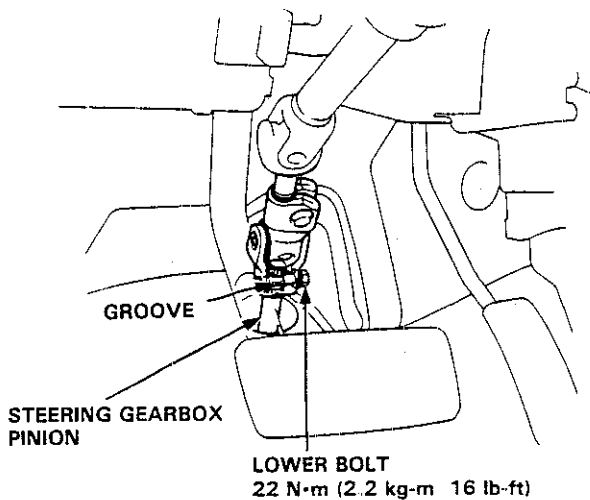 GROOVE
STEERING GEARBOX
PINION
LOWER BOLT
22 N·m (2.2 kg-m 16 lb-ft)